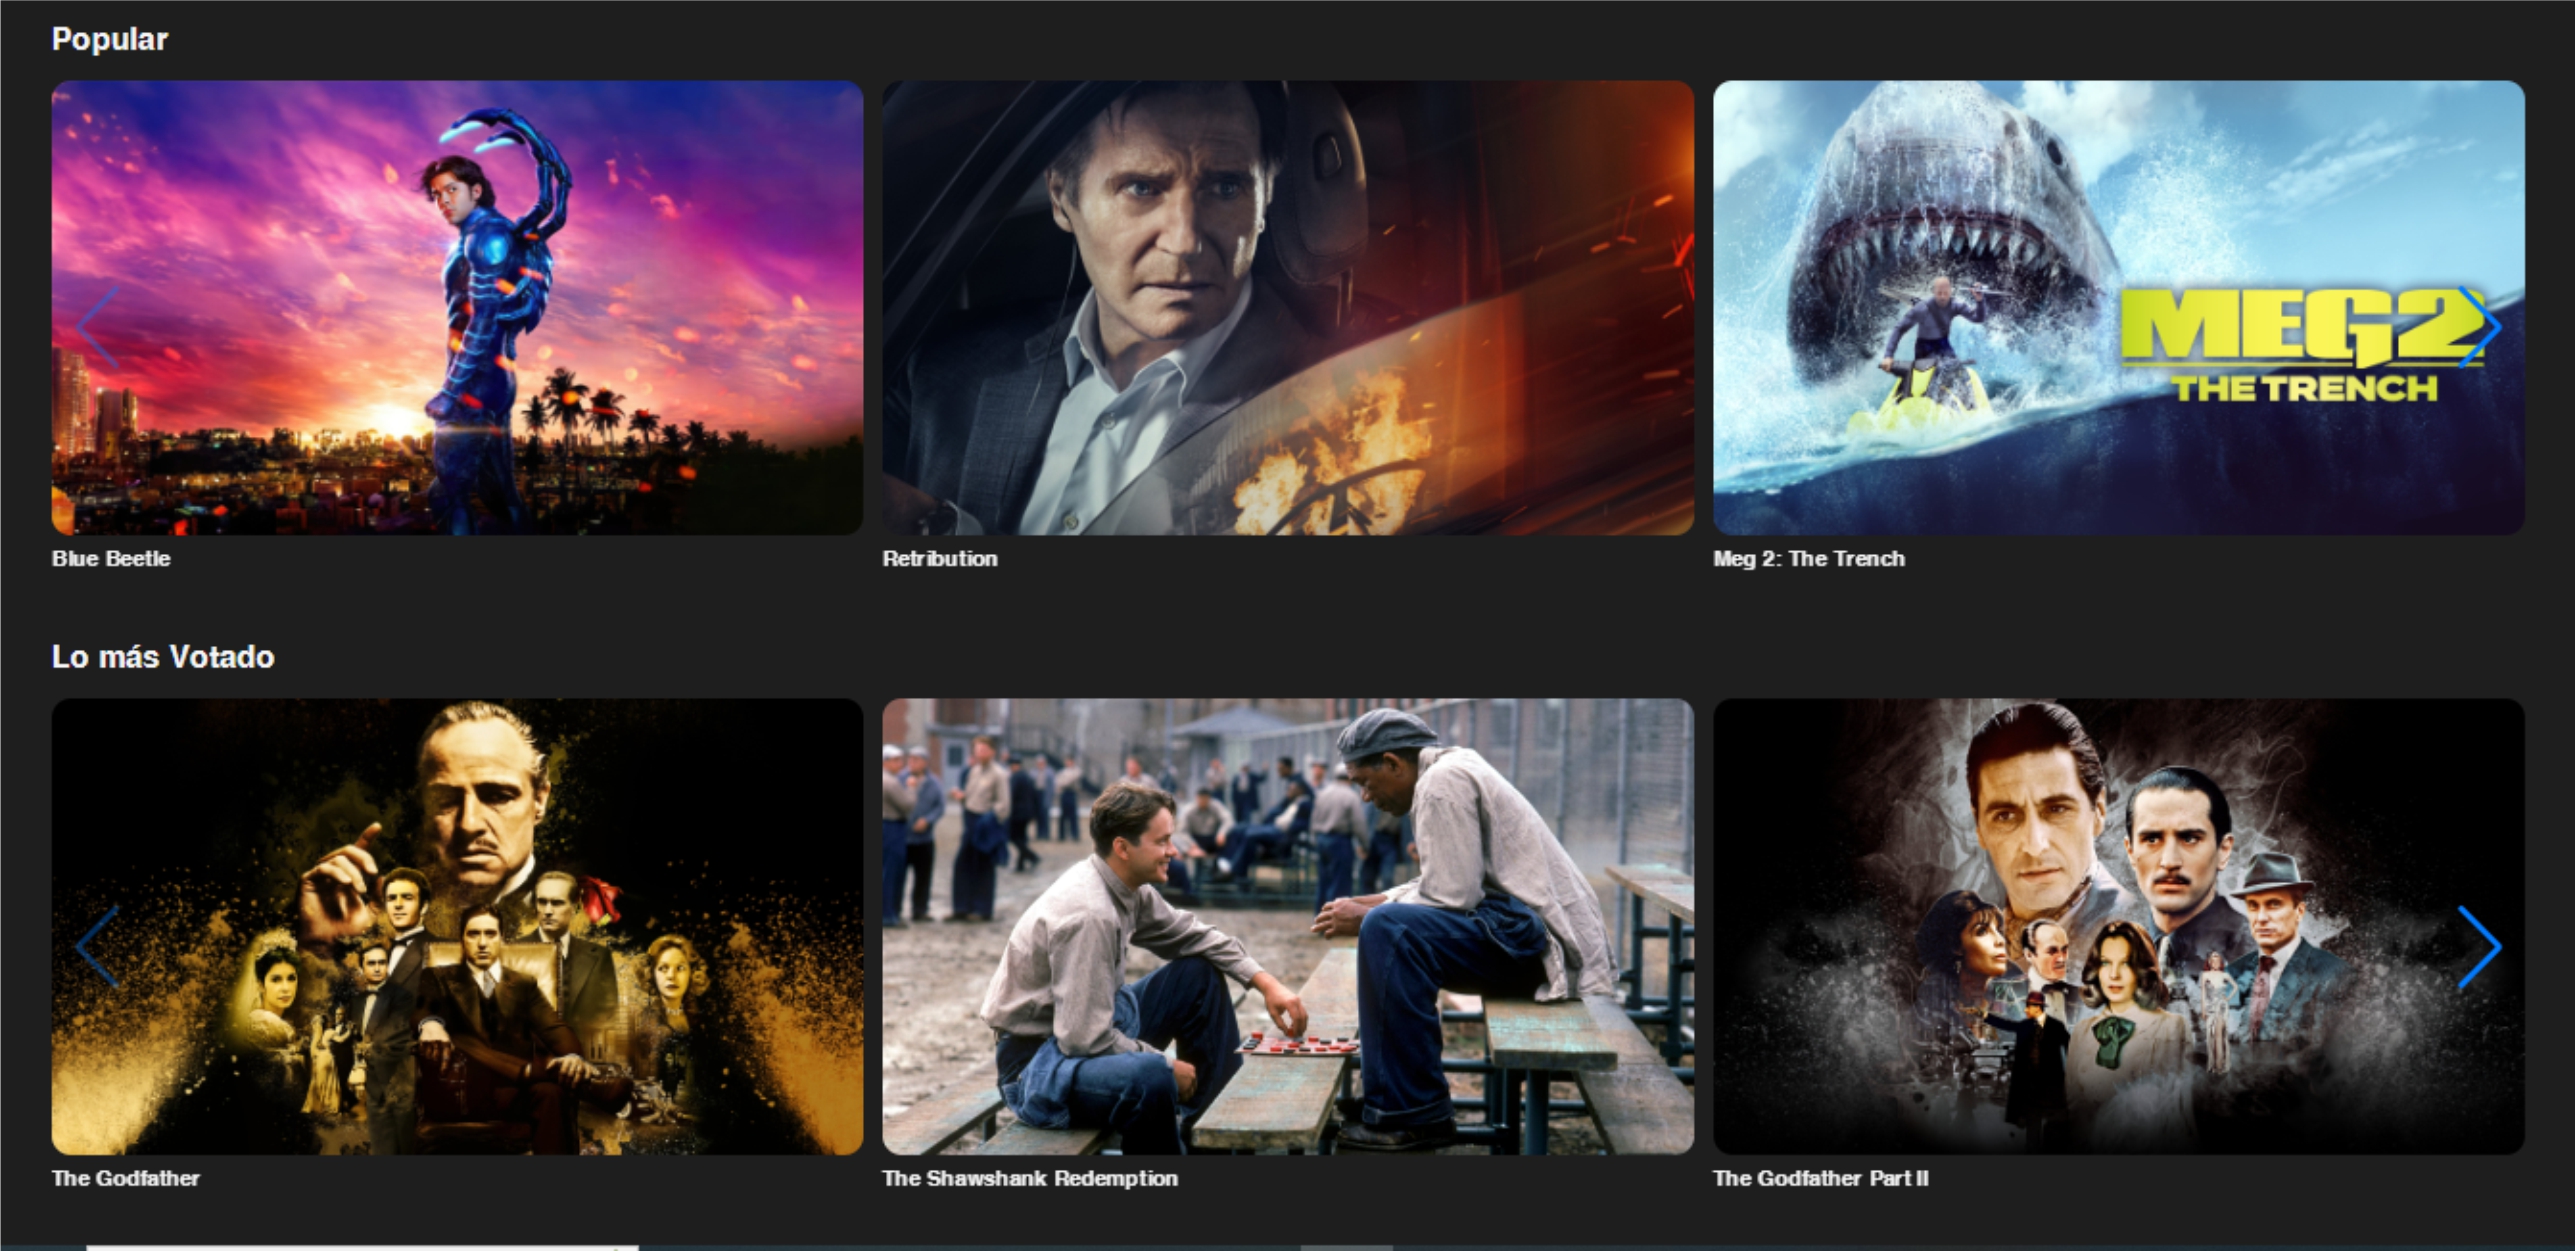 Popular
MEG2
THE TRENCH
Blue Beetle
Retribution
Meg 2: The Trench
Lo más Votado
The Godfather
The Shawshank Redemption
The Godfather Part II